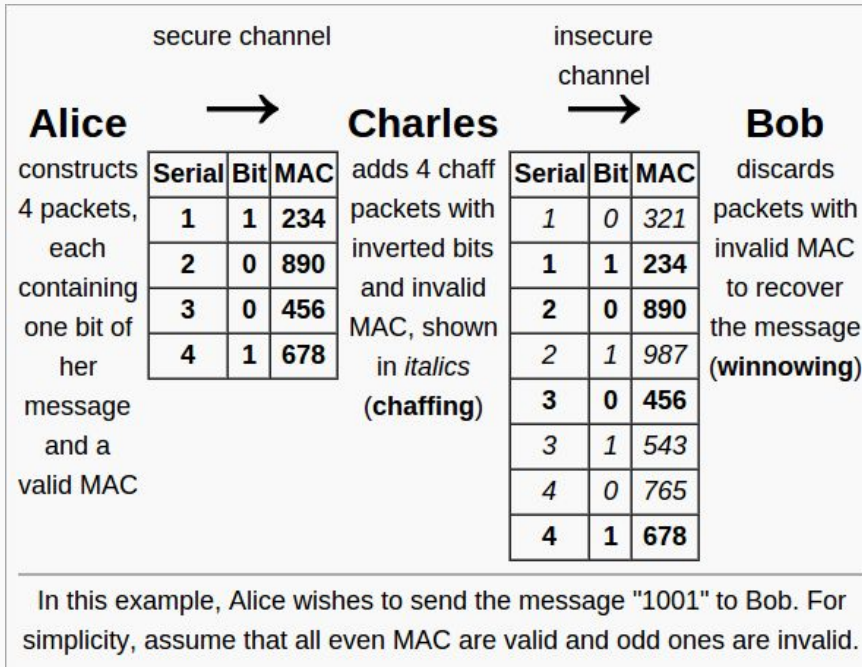 secure channel
→
insecure
channel
→
Alice
constructs
4 packets,
each
containing
one bit of
her
message
and a
valid MAC
Serial Bit MAC
1 1 234
2 0 890
3 0 456
4 1 678
Charles
adds 4 chaff
packets with
inverted bits
and invalid
MAC, shown
in italics
(chaffing)
Serial Bit MAC
1 0 321
1 1 234
2 0 890
2 1 987
3 0 456
3 1 543
4 0 765
4 1 678
Bob
discards
packets with
invalid MAC
to recover
the message
(winnowing)
In this example, Alice wishes to send the message "1001" to Bob. For
simplicity, assume that all even MAC are valid and odd ones are invalid.